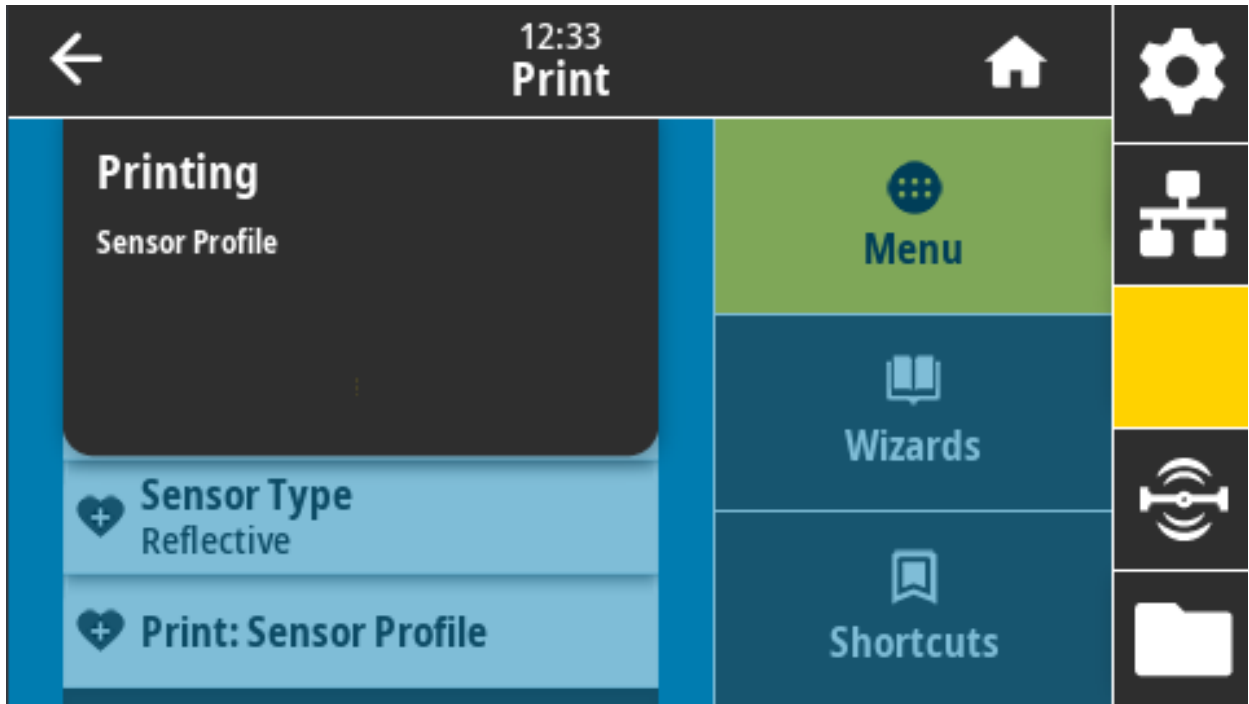 12:33
Print
Printing
Sensor Profile
Sensor Type
Reflective
Print: Sensor Profile
Menu
Wizards
Shortcuts